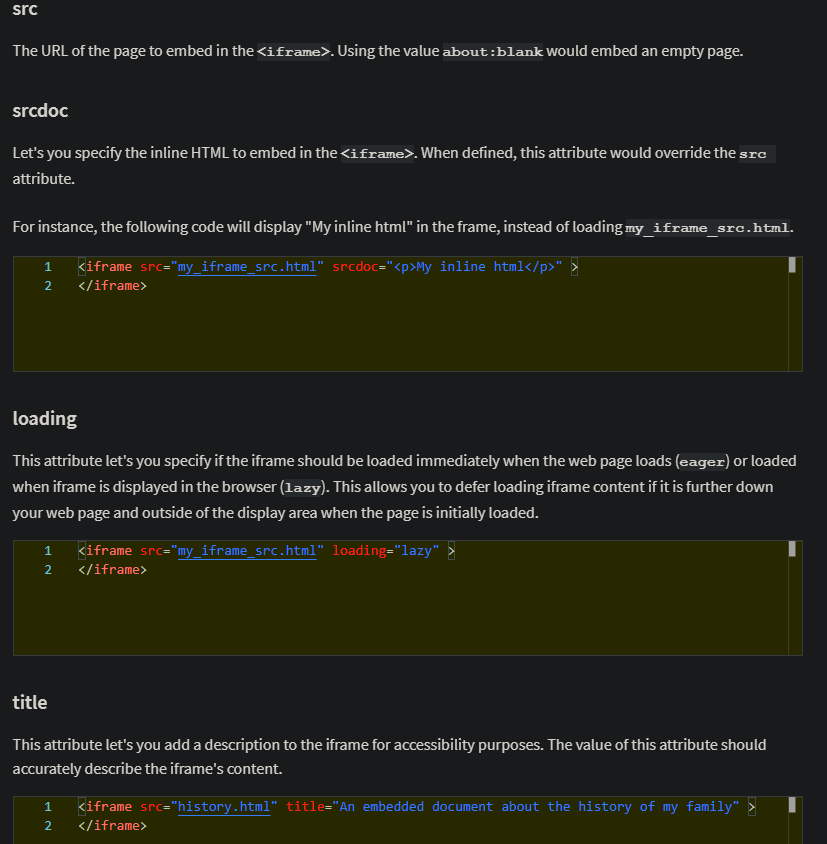 src
The URL of the page to embed in the <iframe>. Using the value about:blank would embed an empty page.
srcdoc
Let's you specify the inline HTML to embed in the <iframe>. When defined, this attribute would override the src
attribute.
For instance, the following code will display "My inline html" in the frame, instead of loading my_iframe_src.html.
1 <iframe src="my_iframe_src.html" srcdoc="<p>My inline html</p>" >
2 </iframe>
loading
This attribute let's you specify if the iframe should be loaded immediately when the web page loads (eager) or loaded
when iframe is displayed in the browser (lazy). This allows you to defer loading iframe content if it is further down
your web page and outside of the display area when the page is initially loaded.
1 <iframe src="my_iframe_src.html" loading="lazy" >
2 </iframe>
title
This attribute let's you add a description to the iframe for accessibility purposes. The value of this attribute should
accurately describe the iframe's content.
1 <iframe src="history.html" title="An embedded document about the history of my family" >
2 </iframe>